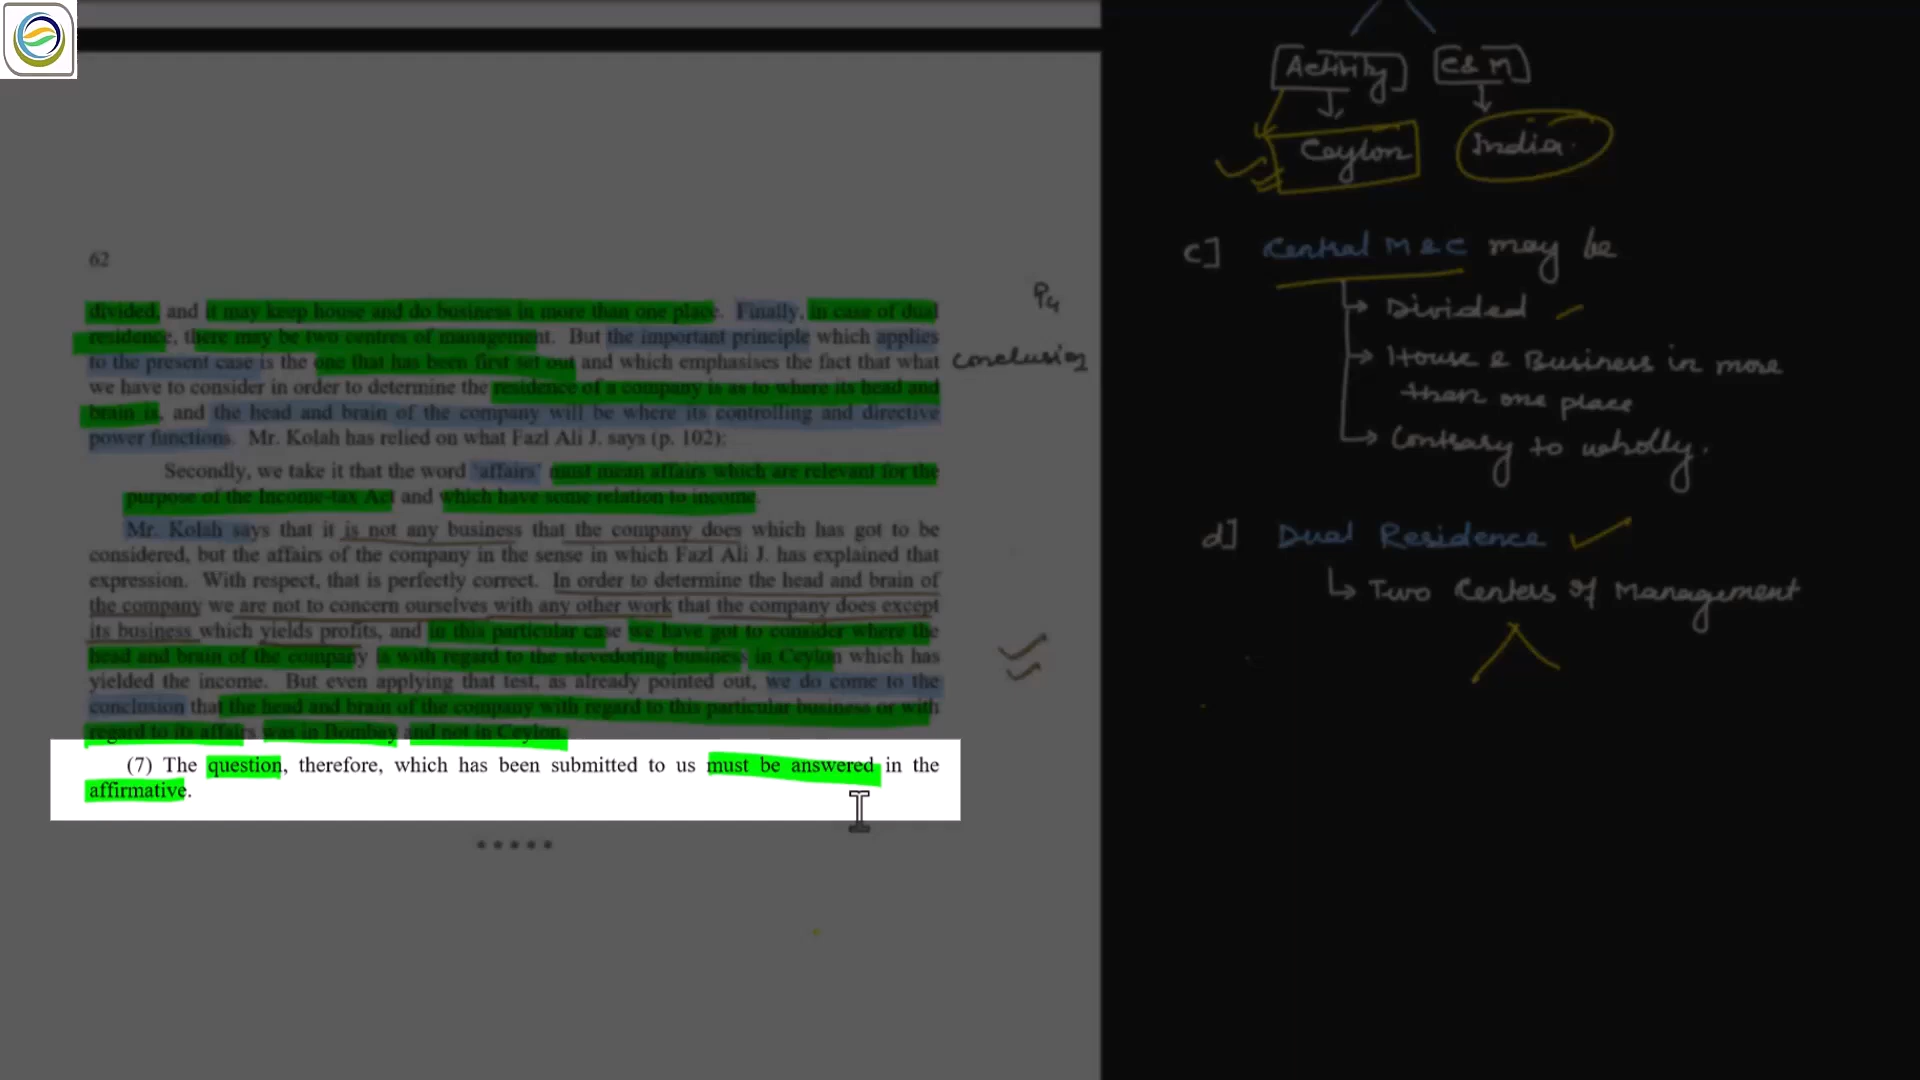 62
divided, and it may keep house and do business in more than one place. Finally, in case of dual
residence, there may be two centres of management. But the important principle which applies
to the present case is the one that has been first set out and which emphasises the fact that what
we have to consider in order to determine the residence of a company is as to where its head and
brain is, and the head and brain of the company will be where its controlling and directive
power functions. Mr. Kolah has relied on what Fazl Ali J. says (p. 102):
Secondly, we take it that the word 'affairs' must mean affairs which are relevant for the
purpose of the Income-tax Act and which have some relation to income.
Mr. Kolah says that it is not any business that the company does which has got to be
considered, but the affairs of the company in the sense in which Fazl Ali J. has explained that
expression. With respect, that is perfectly correct. In order to determine the head and brain of
the company we are not to concern ourselves with any other work that the company does except
its business which yields profits, and in this particular case we have got to consider where the
head and brain of the company is with regard to the stevedoring business in Ceylon which has
yielded the income. But even applying that test, as already pointed out, we do come to the
conclusion that the head and brain of the company with regard to this particular business or with
regard to its affairs was in Bombay and not in Ceylon.
(7) The question, therefore, which has been submitted to us must be answered in the
affirmative.
*****
P4
conclusion
Activity C & M
Ceylon India.
c] Central M & C may be
Divided
House & Business in more
than one place
Contrary to wholly.
d] Dual Residence
Two Centers of Management